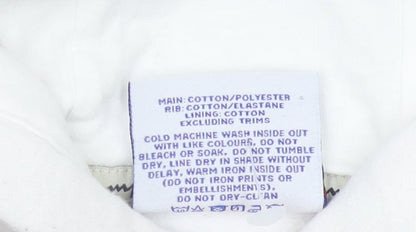 MAIN: COTTON/POLYESTER
RIB: COTTON/ELASTANE
LINING: COTTON
EXCLUDING TRIMS
COLD MACHINE WASH INSIDE OUT
WITH LIKE COLOURS, DO NOT
BLEACH OR SOAK, DO NOT TUMBLE
DRY, LINE DRY IN SHADE WITHOUT
DELAY, WARM IRON INSIDE OUT
(DO NOT IRON PRINTS OR
EMBELLISHMENTS),
DO NOT DRY-CLEAN